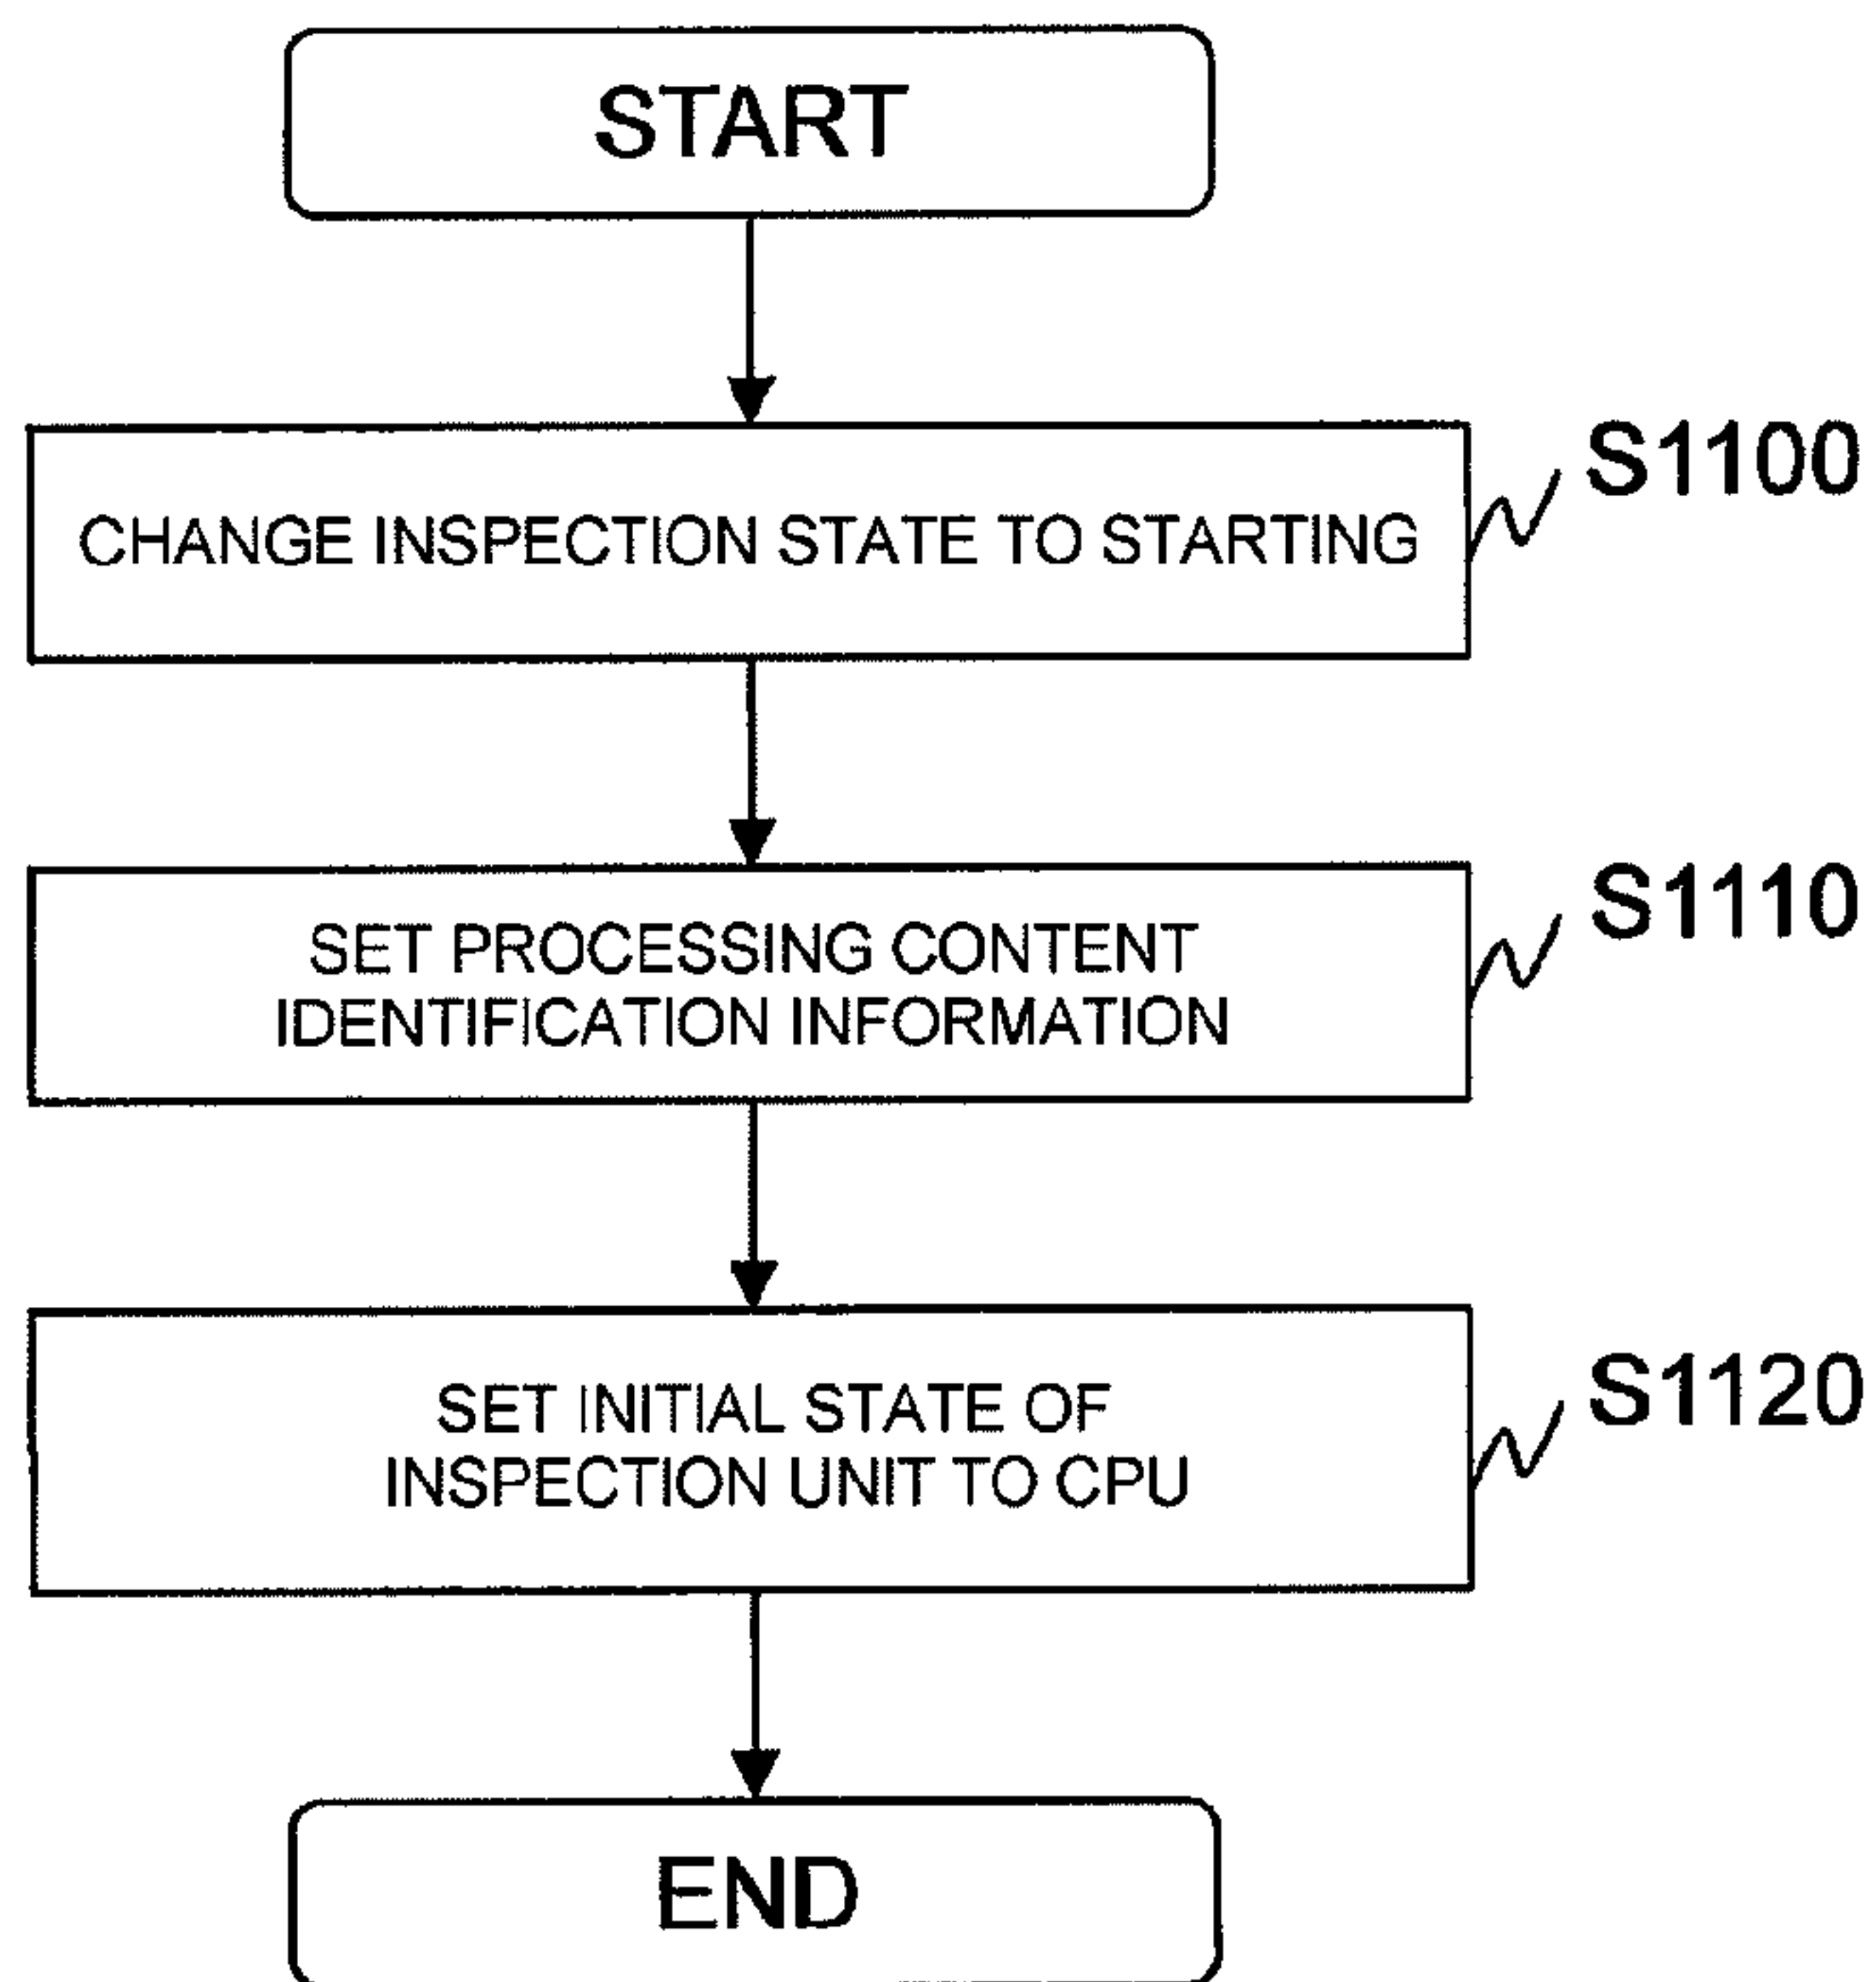 START
S1100
CHANGE INSPECTION STATE TO STARTING
S1110
SET PROCESSING CONTENT
IDENTIFICATION INFORMATION
S1120
SET INITIAL STATE OF
INSPECTION UNIT TO CPU
END